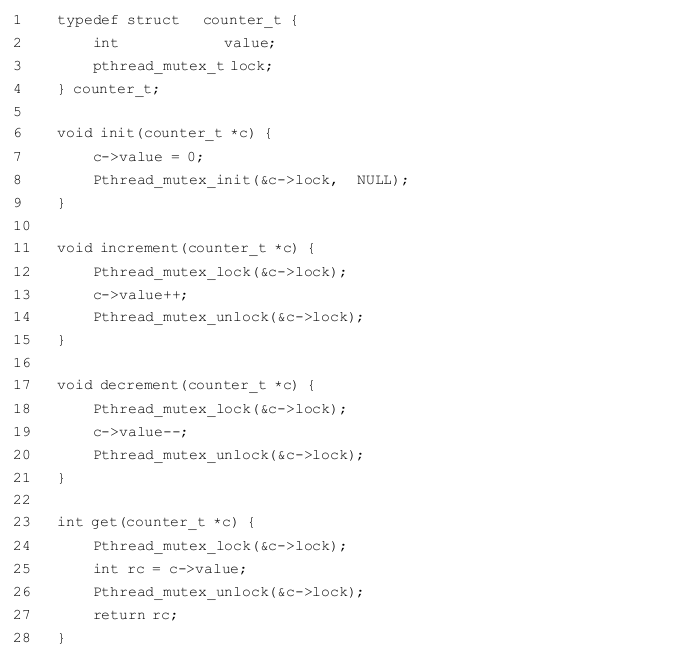 1 typedef struct counter_t {
2 int value;
3 pthread_mutex_t lock;
4 } counter_t;
5
6 void init(counter_t *c) {
7 c->value = 0;
8 Pthread_mutex_init(&c->lock, NULL);
9 }
10
11 void increment(counter_t *c) {
12 Pthread_mutex_lock(&c->lock);
13 c->value++;
14 Pthread_mutex_unlock(&c->lock);
15 }
16
17 void decrement(counter_t *c) {
18 Pthread_mutex_lock(&c->lock);
19 c->value--;
20 Pthread_mutex_unlock(&c->lock);
21 }
22
23 int get(counter_t *c) {
24 Pthread_mutex_lock(&c->lock);
25 int rc = c->value;
26 Pthread_mutex_unlock(&c->lock);
27 return rc;
28 }